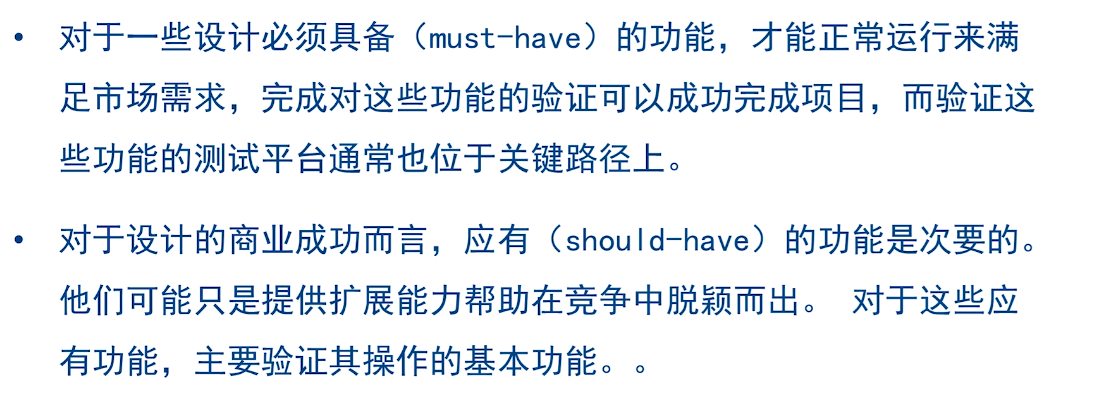 • 对于一些设计必须具备（must-have）的功能，才能正常运行来满
足市场需求，完成对这些功能的验证可以成功完成项目，而验证这
些功能的测试平台通常也位于关键路径上。
• 对于设计的商业成功而言，应有（should-have）的功能是次要的。
他们可能只是提供扩展能力帮助在竞争中脱颖而出。 对于这些应
有功能，主要验证其操作的基本功能。。